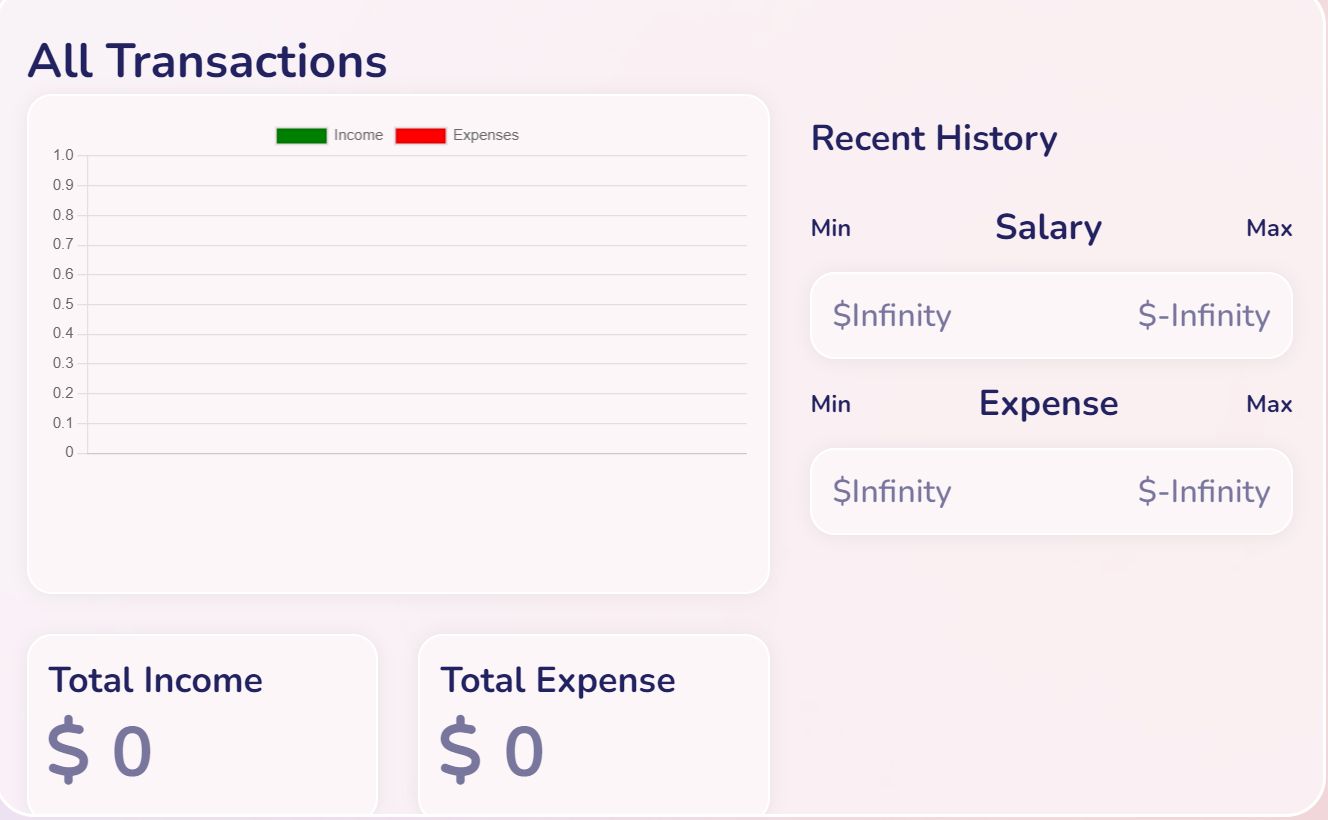 All Transactions
Income Expenses
1.0
0.9
0.8
0.7
0.6
0.5
0.4
0.3
0.2
0.1
0
Recent History
Min Salary Max
$Infinity $-Infinity
Min Expense Max
$Infinity $-Infinity
Total Income
$ 0
Total Expense
$ 0